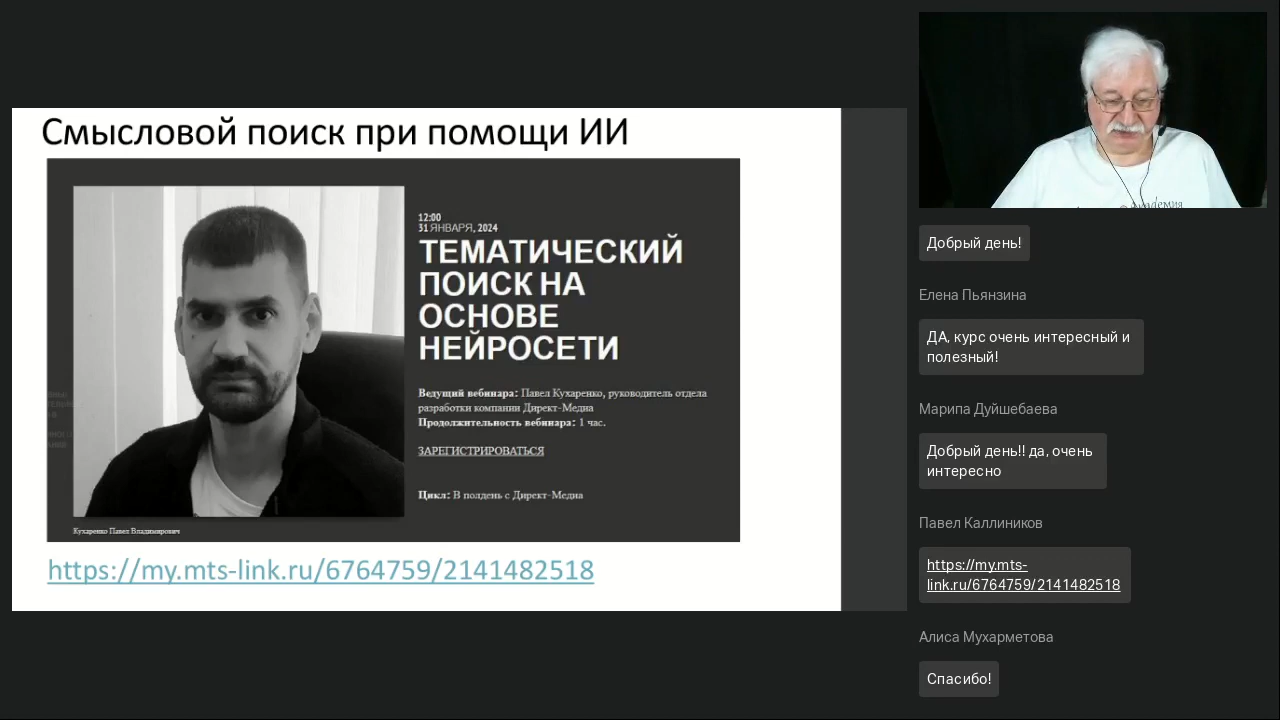 Смысловой поиск при помощи ИИ
12:00
31 ЯНВАРЯ, 2024
ТЕМАТИЧЕСКИЙ
ПОИСК НА
ОСНОВЕ
НЕЙРОСЕТИ
Ведущий вебинара: Павел Кухаренко, руководитель отдела
разработки компании Директ-Медиа
Продолжительность вебинара: 1 час.
ЗАРЕГИСТРИРОВАТЬСЯ
Цикл: В полдень с Директ-Медиа
Кухаренко Павел Владимирович
https://my.mts-link.ru/6764759/2141482518
Добрый день!
Елена Пьянзина
ДА, курс очень интересный и
полезный!
Марипа Дуйшебаева
Добрый день!! да, очень
интересно
Павел Каллиников
https://my.mts-
link.ru/6764759/2141482518
Алиса Мухарметова
Спасибо!